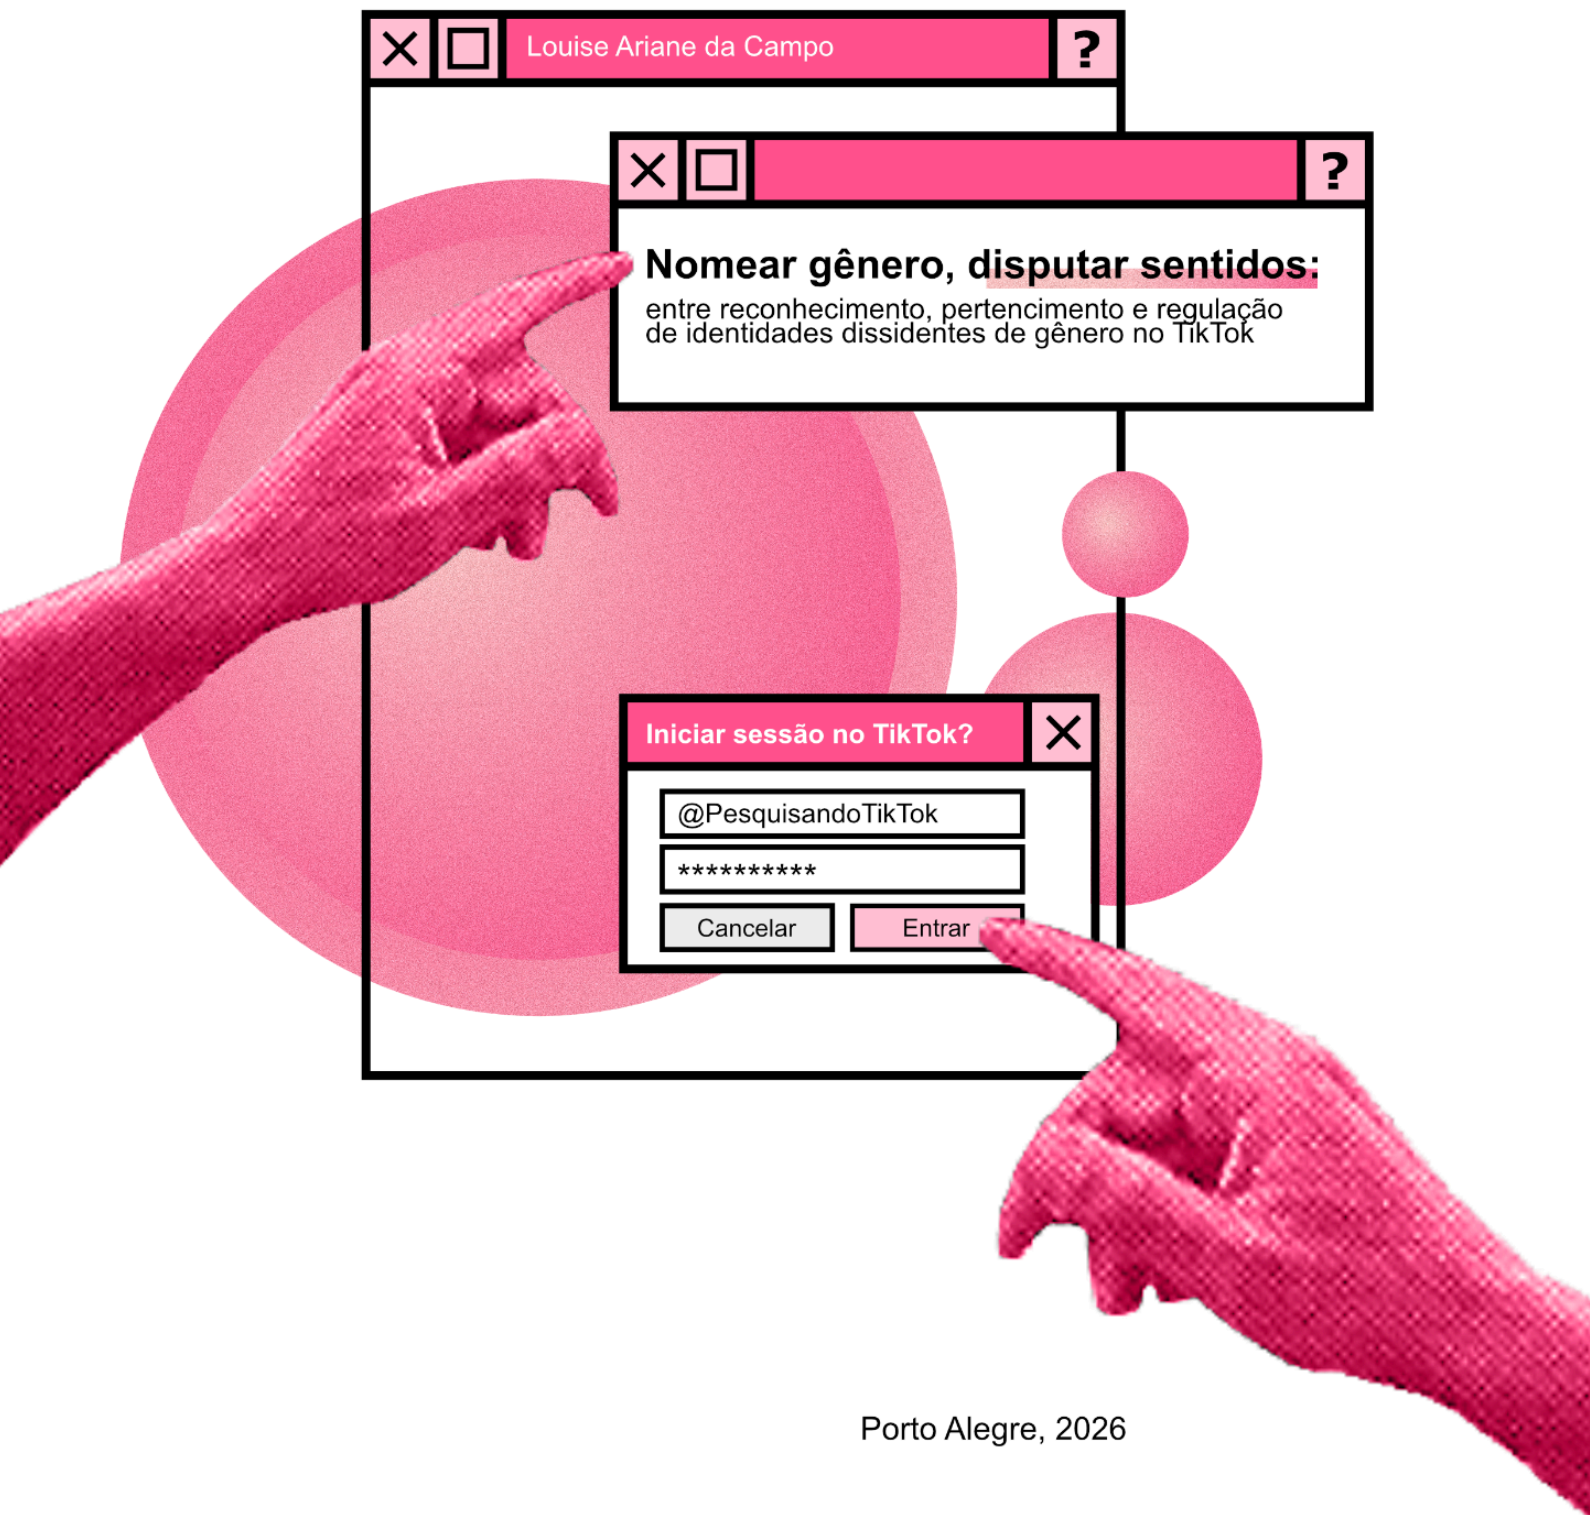 Louise Ariane da Campo
?
?
Nomear gênero, disputar sentidos:
entre reconhecimento, pertencimento e regulação
de identidades dissidentes de gênero no TikTok
Iniciar sessão no TikTok?
@PesquisandoTikTok
**********
Cancelar Entrar
Porto Alegre, 2026